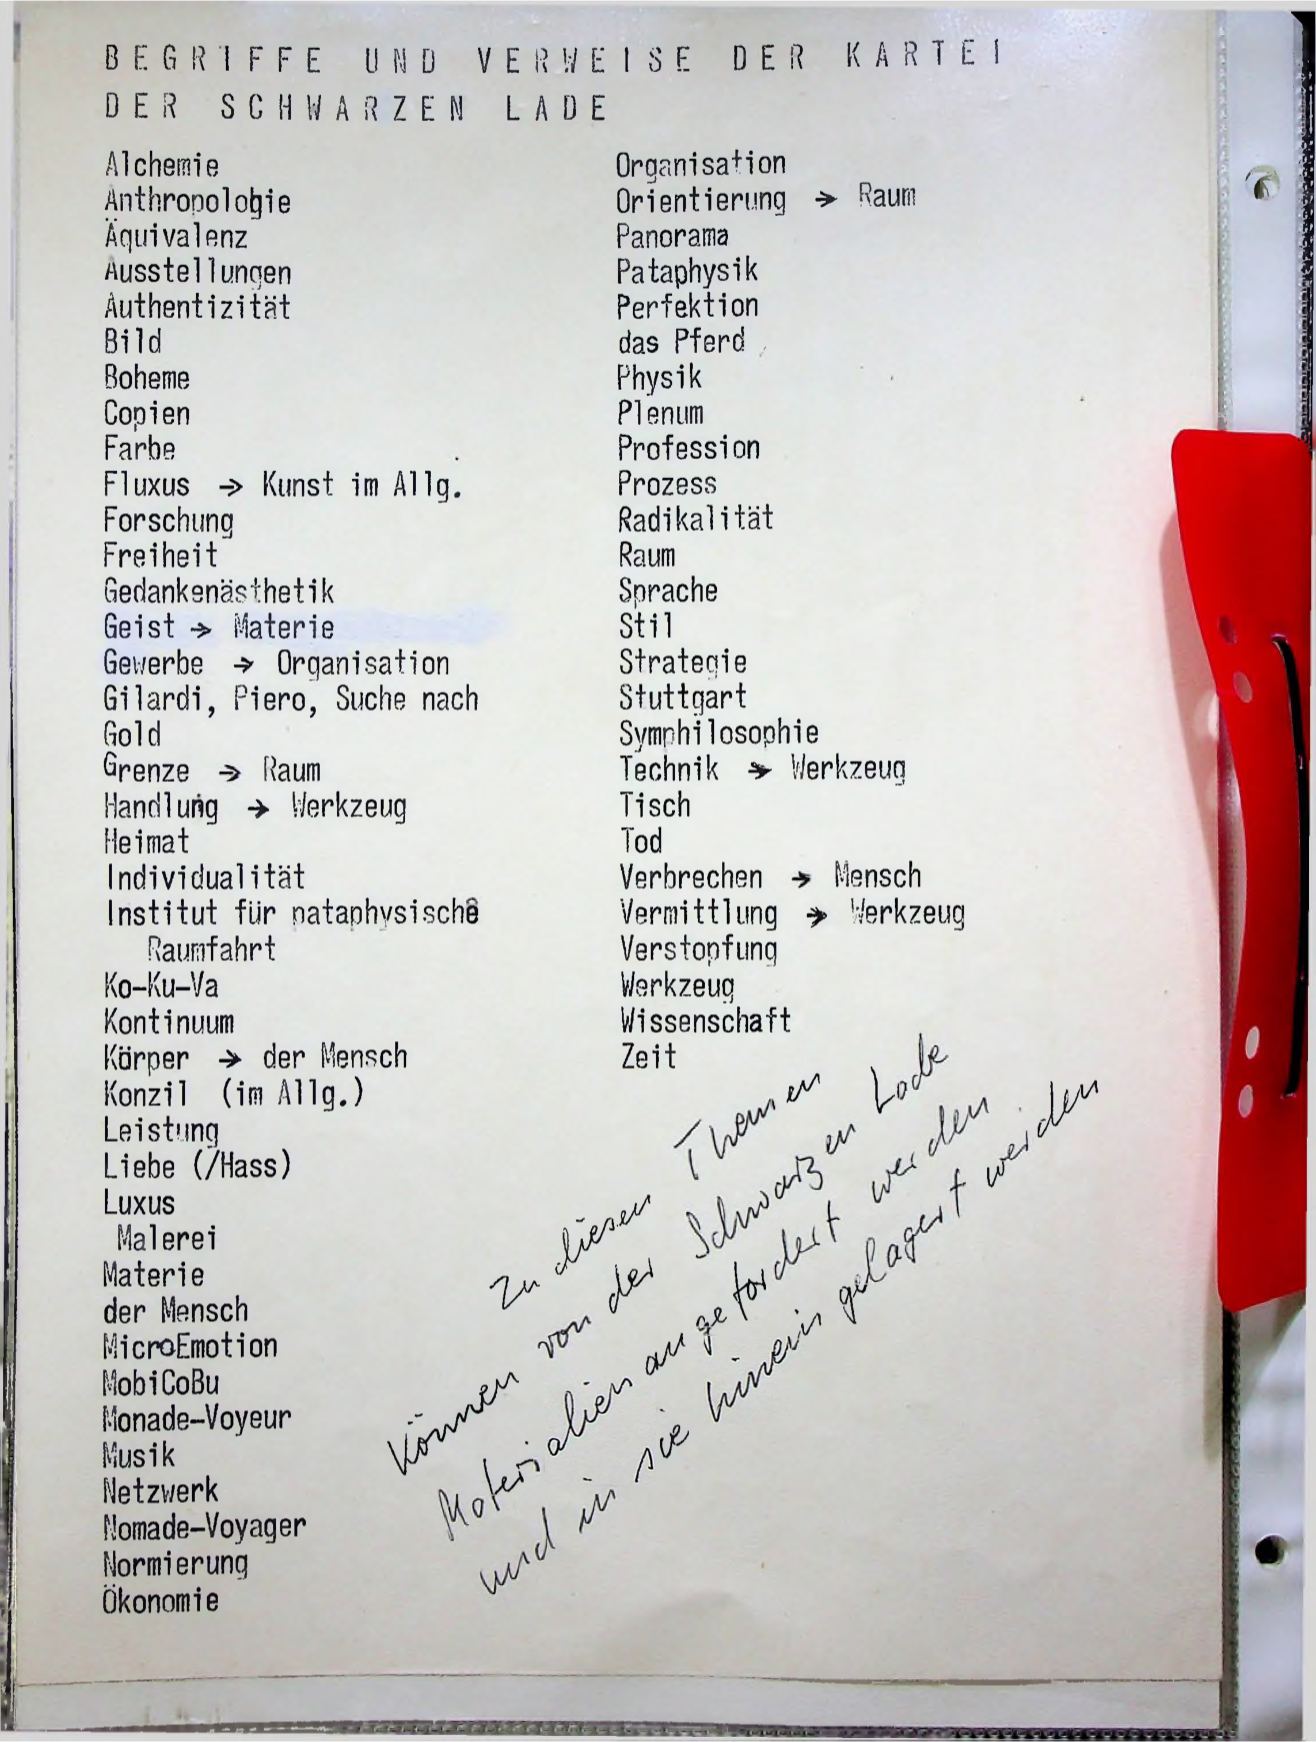 BEGRIFFE UND VERWEISE DER KARTEI
DER SCHWARZEN LADE
Alchemie
Anthropologie
Äquivalenz
Ausstellungen
Authentizität
Bild
Boheme
Copien
Farbe
Fluxus → Kunst im Allg.
Forschung
Freiheit
Gedankenästhetik
Geist → Materie
Gewerbe → Organisation
Gilardi, Piero, Suche nach
Gold
Grenze → Raum
Handlung → Werkzeug
Heimat
Individualität
Institut für pataphysische
Raumfahrt
Ko-Ku-Va
Kontinuum
Körper → der Mensch
Konzil (im Allg.)
Leistung
Liebe (/Hass)
Luxus
Malerei
Materie
der Mensch
MicroEmotion
MobiCoBu
Monade-Voyeur
Musik
Netzwerk
Nomade-Voyager
Normierung
Ökonomie
Organisation
Orientierung → Raum
Panorama
Pataphysik
Perfektion
das Pferd
Physik
Plenum
Profession
Prozess
Radikalität
Raum
Sprache
Stil
Strategie
Stuttgart
Symphilosophie
Technik → Werkzeug
Tisch
Tod
Verbrechen → Mensch
Vermittlung → Werkzeug
Verstopfung
Werkzeug
Wissenschaft
Zeit
Zu diesen Themen
können von der Schwarzen Lade
Materialien angefordert werden
und in sie hinein gelagert werden